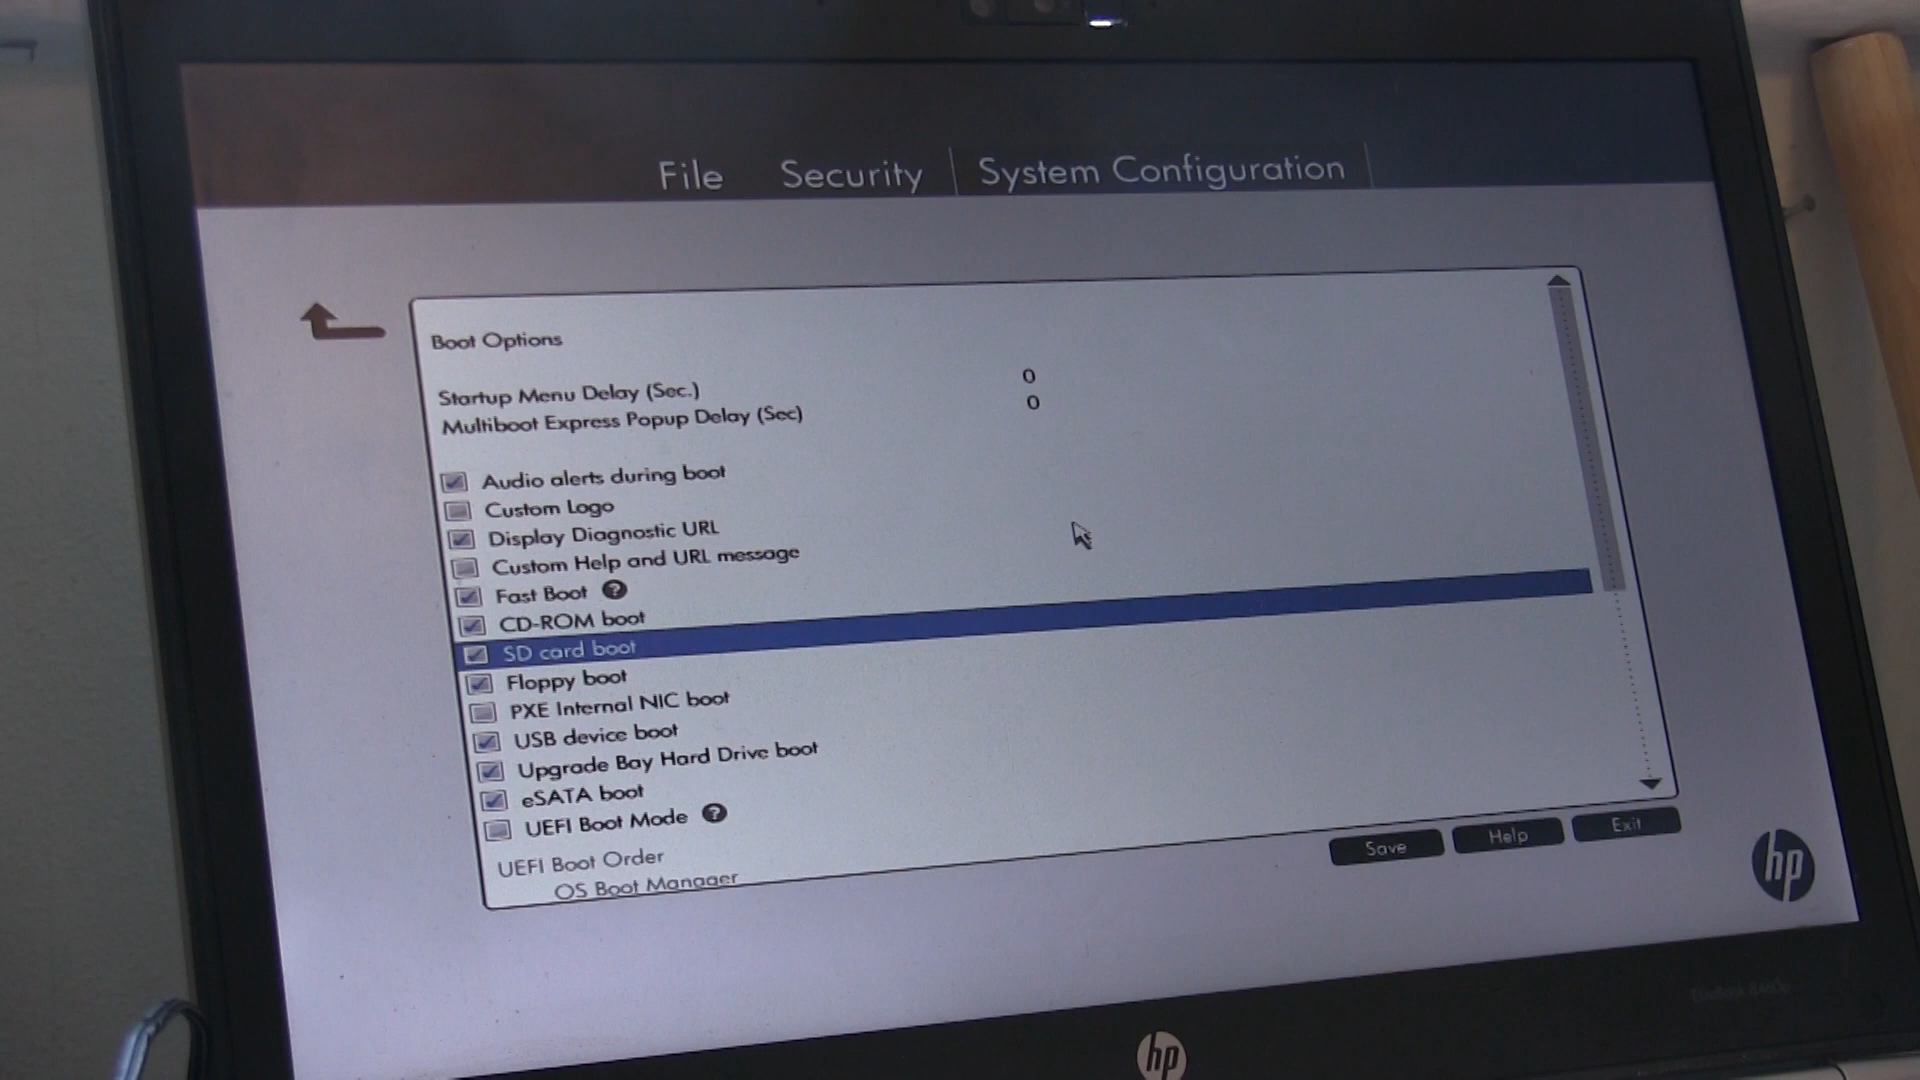 File Security System Configuration
Boot Options
Startup Menu Delay (Sec.) 0
Multiboot Express Popup Delay (Sec) 0
Audio alerts during boot
Custom Logo
Display Diagnostic URL
Custom Help and URL message
Fast Boot ?
CD-ROM boot
SD card boot
Floppy boot
PXE Internal NIC boot
USB device boot
Upgrade Bay Hard Drive boot
eSATA boot
UEFI Boot Mode ?
UEFI Boot Order
OS Boot Manager
Save Help Exit
hp
hp